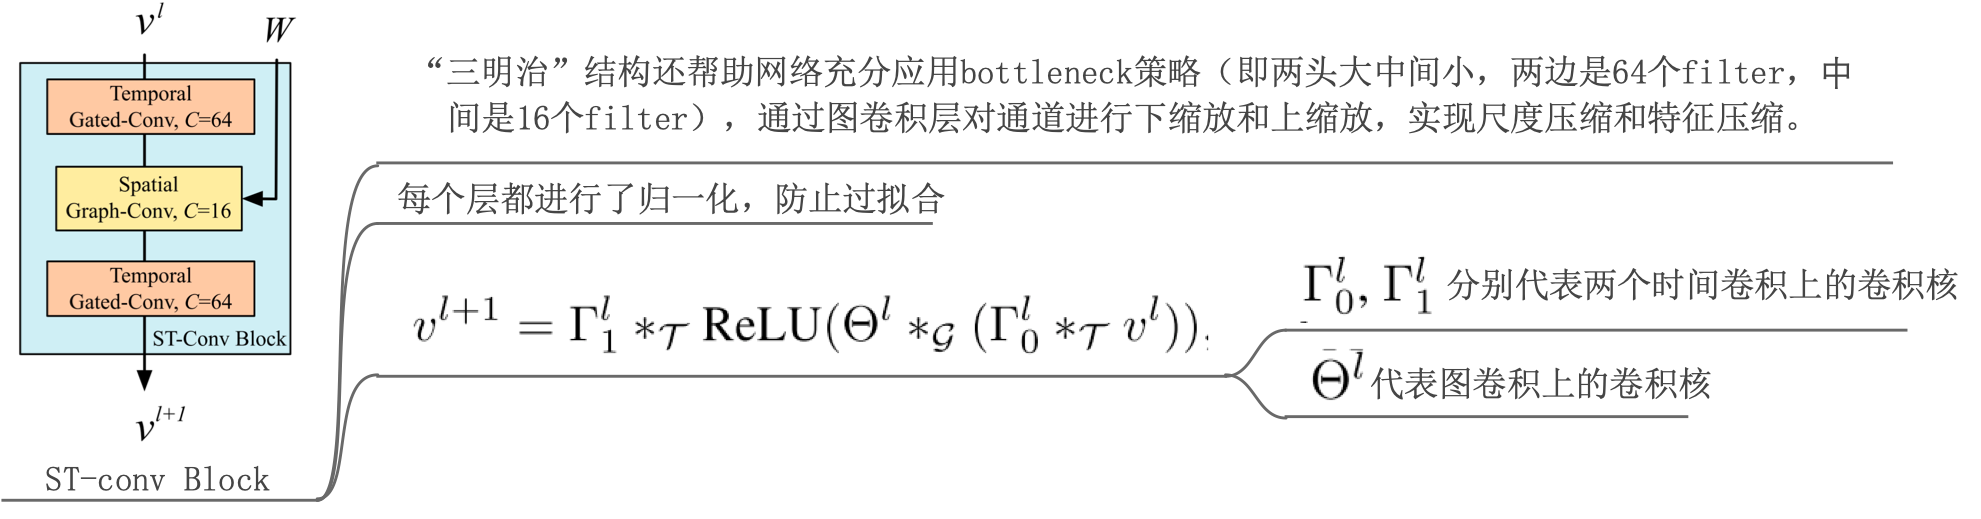 v^l
W
Temporal
Gated-Conv, C=64
Spatial
Graph-Conv, C=16
Temporal
Gated-Conv, C=64
ST-Conv Block
v^{l+1}
ST-conv Block
“三明治”结构还帮助网络充分应用bottleneck策略（即两头大中间小，两边是64个filter，中
间是16个filter），通过图卷积层对通道进行下缩放和上缩放，实现尺度压缩和特征压缩。
每个层都进行了归一化，防止过拟合
v^{l+1} = Γ_1^l *_𝒯 ReLU(Θ^l *_𝒢 (Γ_0^l *_𝒯 v^l)),
Γ_0^l, Γ_1^l 分别代表两个时间卷积上的卷积核
Θ^l 代表图卷积上的卷积核